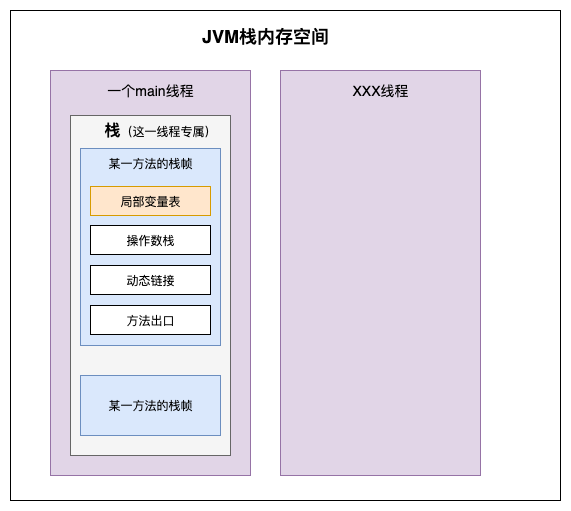 JVM栈内存空间
一个main线程
XXX线程
栈（这一线程专属）
某一方法的栈帧
局部变量表
操作数栈
动态链接
方法出口
某一方法的栈帧